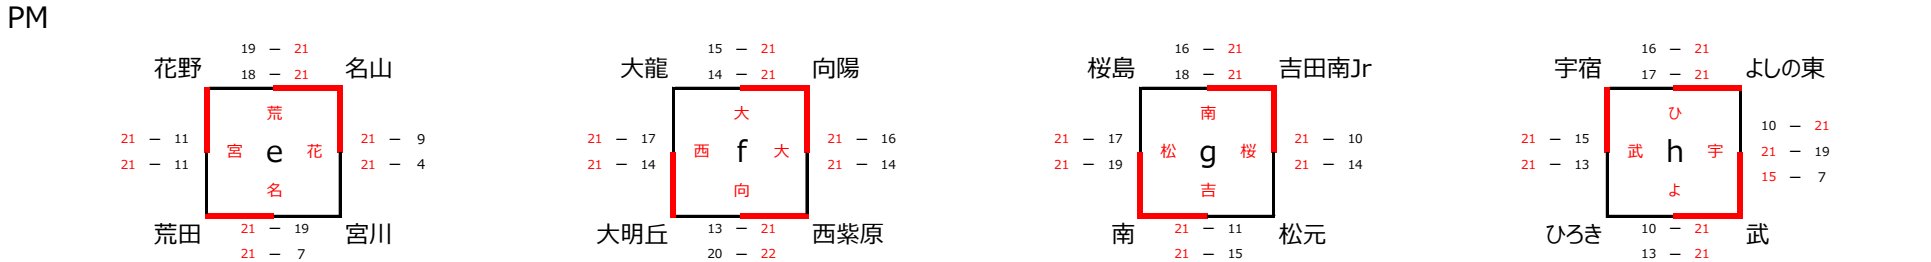 PM
19 － 21
花野 18 － 21 名山
荒
21 － 11 宮 e 花 21 － 9
21 － 11 21 － 4
名
荒田 21 － 19 宮川
21 － 7
15 － 21
大龍 14 － 21 向陽
大
21 － 17 西 f 大 21 － 16
21 － 14 21 － 14
向
大明丘 13 － 21 西紫原
20 － 22
16 － 21
桜島 18 － 21 吉田南Jr
南
21 － 17 松 g 桜 21 － 10
21 － 19 21 － 14
吉
南 21 － 11 松元
21 － 15
16 － 21
宇宿 17 － 21 よしの東
ひ
10 － 21
21 － 15 武 h 宇 21 － 19
21 － 13 15 － 7
よ
ひろき 10 － 21 武
13 － 21